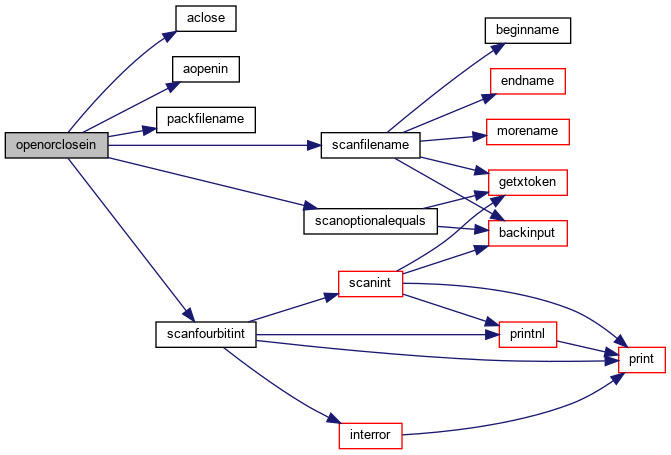 openorclosein
aclose
aopenin
packfilename
scanfilename
scanoptionalequals
scanfourbitint
beginname
endname
morename
getxtoken
backinput
scanint
printnl
print
interror